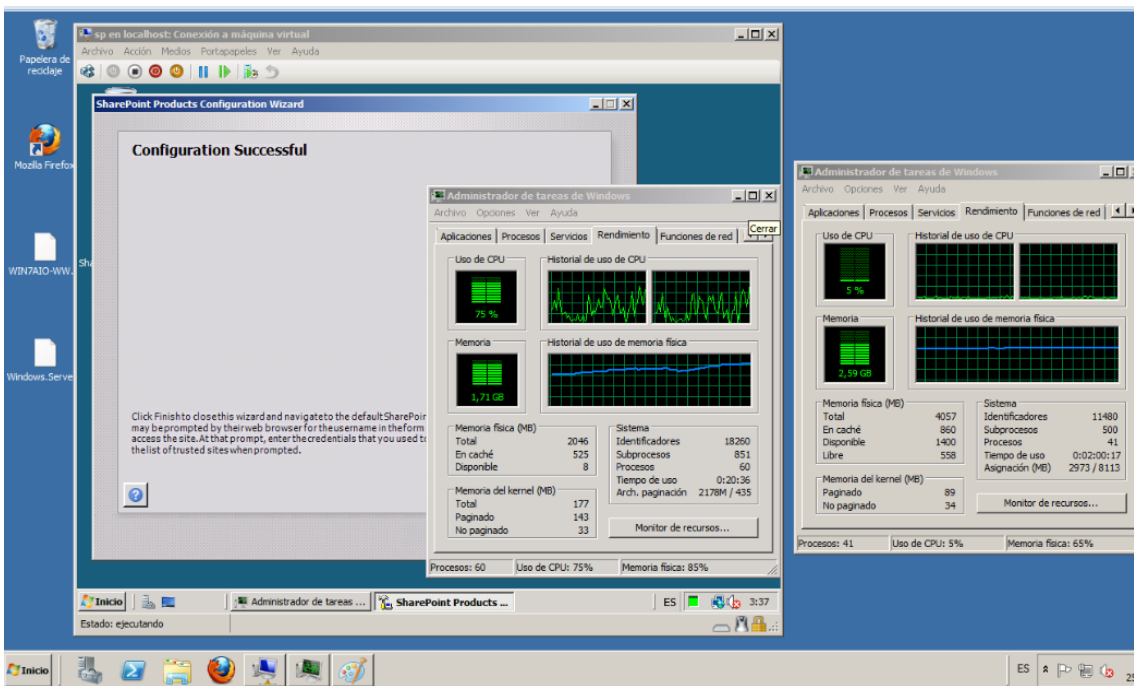 Papelera de
reciclaje
Mozilla Firefox
WIN7AIO-WW.
Windows.Serve
sp en localhost: Conexión a máquina virtual
Archivo Acción Medios Portapapeles Ver Ayuda
SharePoint Products Configuration Wizard
Configuration Successful
Sha
Click Finish to close this wizard and navigate to the default SharePoin
may be prompted by their web browser for the username in the form
access the site. At that prompt, enter the credentials that you used to
the list of trusted sites when prompted.
Administrador de tareas de Windows
Archivo Opciones Ver Ayuda
Cerrar
Aplicaciones Procesos Servicios Rendimiento Funciones de red
Uso de CPU
Historial de uso de CPU
75 %
Memoria
Historial de uso de memoria física
1,71 GB
Memoria física (MB)
Total 2046
En caché 525
Disponible 8
Memoria del kernel (MB)
Total 177
Paginado 143
No paginado 33
Sistema
Identificadores 18260
Subprocesos 851
Procesos 60
Tiempo de uso 0:20:36
Arch. paginación 2178M / 435
Monitor de recursos...
Procesos: 60 Uso de CPU: 75% Memoria física: 85%
Inicio Administrador de tareas ... SharePoint Products ... ES 3:37
Estado: ejecutando
Administrador de tareas de Windows
Archivo Opciones Ver Ayuda
Aplicaciones Procesos Servicios Rendimiento Funciones de red
Uso de CPU
Historial de uso de CPU
5 %
Memoria
Historial de uso de memoria física
2,59 GB
Memoria física (MB)
Total 4057
En caché 860
Disponible 1400
Libre 558
Memoria del kernel (MB)
Paginado 89
No paginado 34
Sistema
Identificadores 11480
Subprocesos 500
Procesos 41
Tiempo de uso 0:02:00:17
Asignación (MB) 2973 / 8113
Monitor de recursos...
Procesos: 41 Uso de CPU: 5% Memoria física: 65%
Inicio ES 25